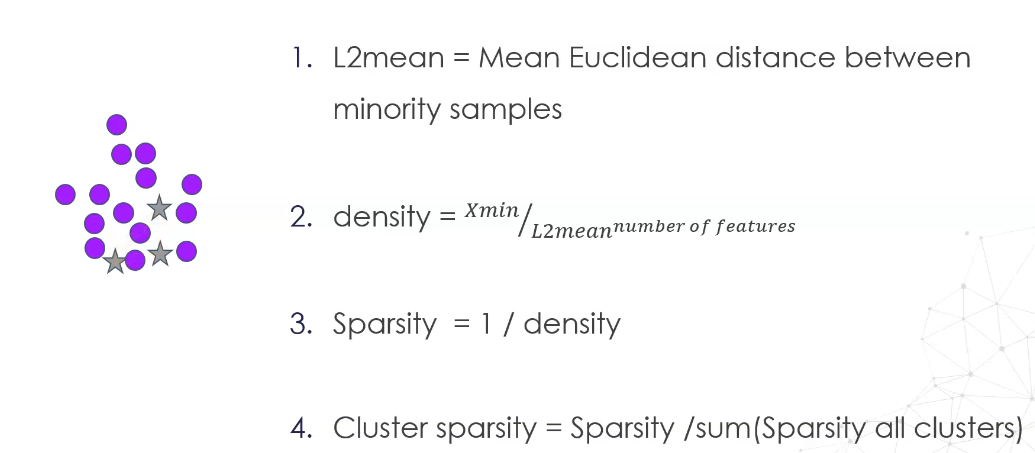 1. L2mean = Mean Euclidean distance between
minority samples
2. density = Xmin/L2mean^number of features
3. Sparsity = 1 / density
4. Cluster sparsity = Sparsity /sum(Sparsity all clusters)